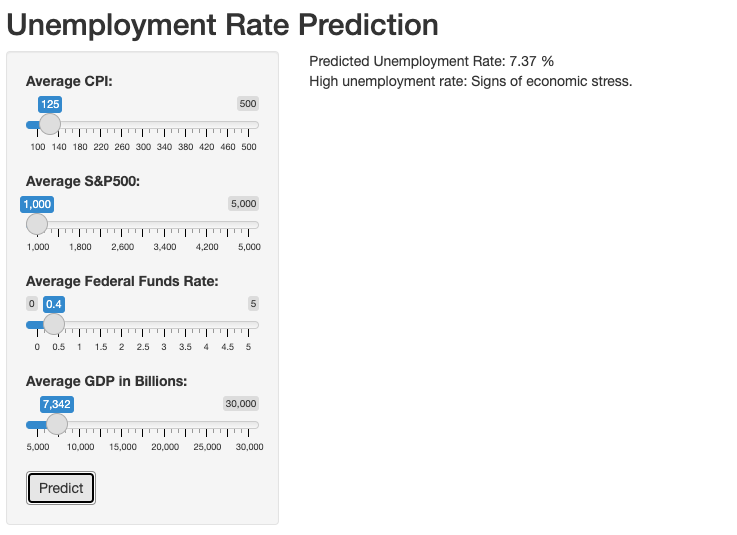 Unemployment Rate Prediction
Average CPI:
125 500
100 140 180 220 260 300 340 380 420 460 500
Average S&P500:
1,000 5,000
1,000 1,800 2,600 3,400 4,200 5,000
Average Federal Funds Rate:
0 0.4 5
0 0.5 1 1.5 2 2.5 3 3.5 4 4.5 5
Average GDP in Billions:
7,342 30,000
5,000 10,000 15,000 20,000 25,000 30,000
Predict
Predicted Unemployment Rate: 7.37 %
High unemployment rate: Signs of economic stress.